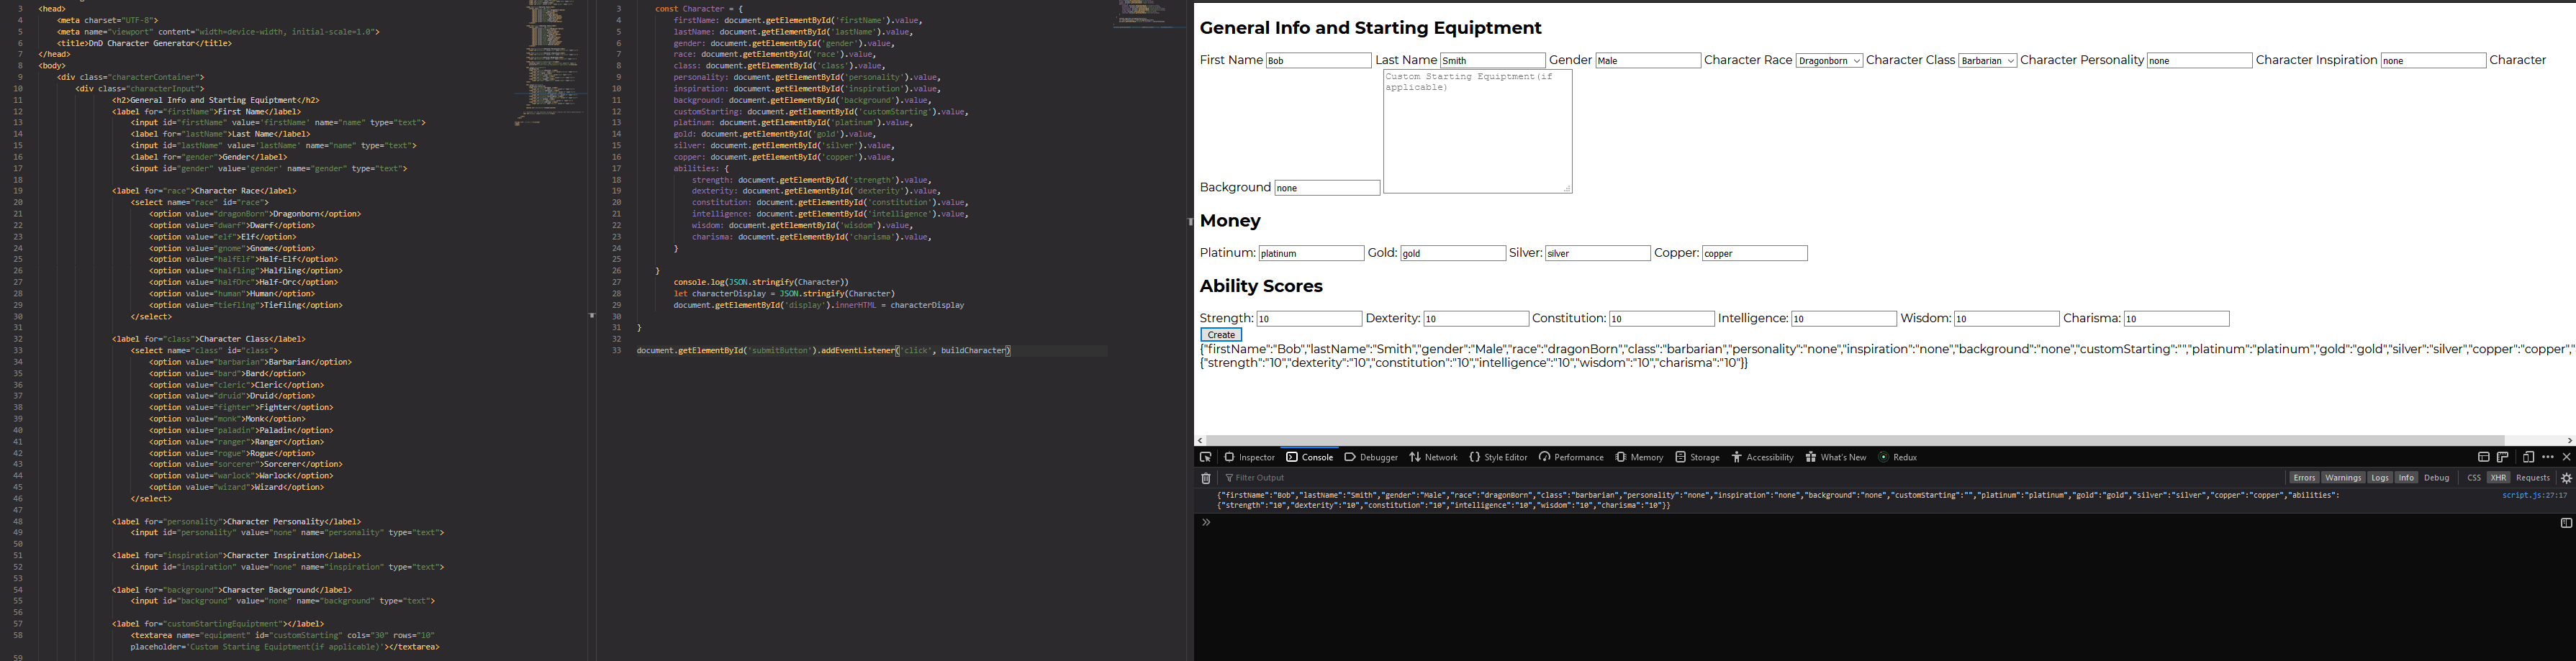 3 <head>
4 <meta charset="UTF-8">
5 <meta name="viewport" content="width=device-width, initial-scale=1.0">
6 <title>DnD Character Generator</title>
7 </head>
8 <body>
9 <div class="characterContainer">
10 <div class="characterInput">
11 <h2>General Info and Starting Equiptment</h2>
12 <label for="firstName">First Name</label>
13 <input id="firstName" value='firstName' name="name" type="text">
14 <label for="lastName">Last Name</label>
15 <input id="lastName" value='lastName' name="name" type="text">
16 <label for="gender">Gender</label>
17 <input id="gender" value='gender' name="gender" type="text">
18
19 <label for="race">Character Race</label>
20 <select name="race" id="race">
21 <option value="dragonBorn">Dragonborn</option>
22 <option value="dwarf">Dwarf</option>
23 <option value="elf">Elf</option>
24 <option value="gnome">Gnome</option>
25 <option value="halfElf">Half-Elf</option>
26 <option value="halfling">Halfling</option>
27 <option value="halfOrc">Half-Orc</option>
28 <option value="human">Human</option>
29 <option value="tiefling">Tiefling</option>
30 </select>
31
32 <label for="class">Character Class</label>
33 <select name="class" id="class">
34 <option value="barbarian">Barbarian</option>
35 <option value="bard">Bard</option>
36 <option value="cleric">Cleric</option>
37 <option value="druid">Druid</option>
38 <option value="fighter">Fighter</option>
39 <option value="monk">Monk</option>
40 <option value="paladin">Paladin</option>
41 <option value="ranger">Ranger</option>
42 <option value="rogue">Rogue</option>
43 <option value="sorcerer">Sorcerer</option>
44 <option value="warlock">Warlock</option>
45 <option value="wizard">Wizard</option>
46 </select>
47
48 <label for="personality">Character Personality</label>
49 <input id="personality" value="none" name="personality" type="text">
50
51 <label for="inspiration">Character Inspiration</label>
52 <input id="inspiration" value="none" name="inspiration" type="text">
53
54 <label for="background">Character Background</label>
55 <input id="background" value="none" name="background" type="text">
56
57 <label for="customStartingEquiptment"></label>
58 <textarea name="equipment" id="customStarting" cols="30" rows="10"
placeholder='Custom Starting Equiptment(if applicable)'></textarea>
59
3 const Character = {
4 firstName: document.getElementById('firstName').value,
5 lastName: document.getElementById('lastName').value,
6 gender: document.getElementById('gender').value,
7 race: document.getElementById('race').value,
8 class: document.getElementById('class').value,
9 personality: document.getElementById('personality').value,
10 inspiration: document.getElementById('inspiration').value,
11 background: document.getElementById('background').value,
12 customStarting: document.getElementById('customStarting').value,
13 platinum: document.getElementById('platinum').value,
14 gold: document.getElementById('gold').value,
15 silver: document.getElementById('silver').value,
16 copper: document.getElementById('copper').value,
17 abilities: {
18 strength: document.getElementById('strength').value,
19 dexterity: document.getElementById('dexterity').value,
20 constitution: document.getElementById('constitution').value,
21 intelligence: document.getElementById('intelligence').value,
22 wisdom: document.getElementById('wisdom').value,
23 charisma: document.getElementById('charisma').value,
24 }
25
26 }
27 console.log(JSON.stringify(Character))
28 let characterDisplay = JSON.stringify(Character)
29 document.getElementById('display').innerHTML = characterDisplay
30
31 }
32
33 document.getElementById('submitButton').addEventListener('click', buildCharacter)
General Info and Starting Equiptment
First Name Bob Last Name Smith Gender Male Character Race Dragonborn Character Class Barbarian Character Personality none Character Inspiration none Character
Custom Starting Equiptment(if
applicable)
Background none
Money
Platinum: platinum Gold: gold Silver: silver Copper: copper
Ability Scores
Strength: 10 Dexterity: 10 Constitution: 10 Intelligence: 10 Wisdom: 10 Charisma: 10
Create
{"firstName":"Bob","lastName":"Smith","gender":"Male","race":"dragonBorn","class":"barbarian","personality":"none","inspiration":"none","background":"none","customStarting":"","platinum":"platinum","gold":"gold","silver":"silver","copper":"copper","
{"strength":"10","dexterity":"10","constitution":"10","intelligence":"10","wisdom":"10","charisma":"10"}}
Inspector Console Debugger Network Style Editor Performance Memory Storage Accessibility What's New Redux
Filter Output Errors Warnings Logs Info Debug CSS XHR Requests
{"firstName":"Bob","lastName":"Smith","gender":"Male","race":"dragonBorn","class":"barbarian","personality":"none","inspiration":"none","background":"none","customStarting":"","platinum":"platinum","gold":"gold","silver":"silver","copper":"copper","abilities": script.js:27:17
{"strength":"10","dexterity":"10","constitution":"10","intelligence":"10","wisdom":"10","charisma":"10"}}